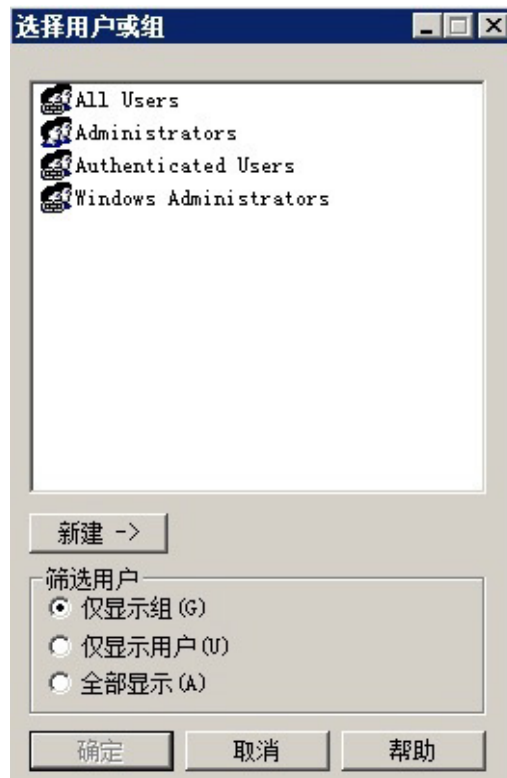 选择用户或组
All Users
Administrators
Authenticated Users
Windows Administrators
新建 ->
筛选用户
仅显示组(G)
仅显示用户(U)
全部显示(A)
确定 取消 帮助